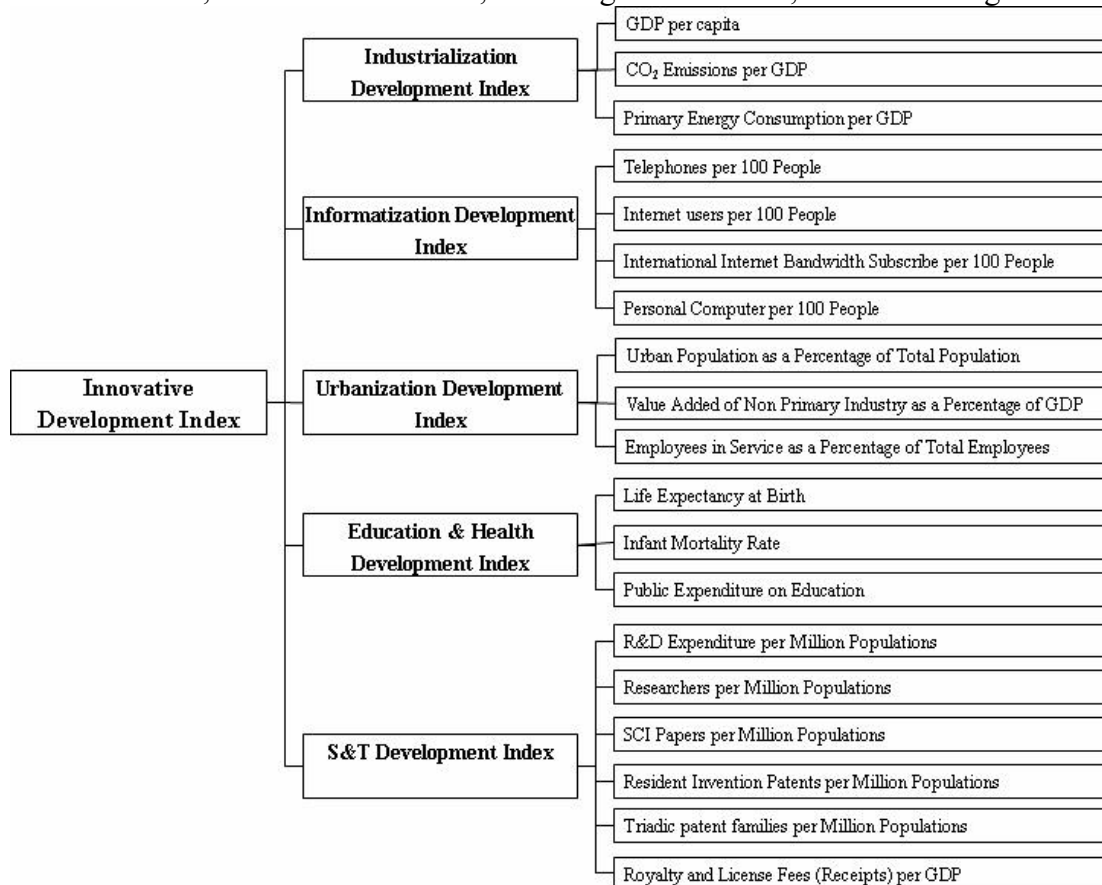 GDP per capita
Industrialization
Development Index
CO₂ Emissions per GDP
Primary Energy Consumption per GDP
Telephones per 100 People
Informatization Development
Index
Internet users per 100 People
International Internet Bandwidth Subscribe per 100 People
Personal Computer per 100 People
Innovative
Development Index
Urban Population as a Percentage of Total Population
Urbanization Development
Index
Value Added of Non Primary Industry as a Percentage of GDP
Employees in Service as a Percentage of Total Employees
Life Expectancy at Birth
Education & Health
Development Index
Infant Mortality Rate
Public Expenditure on Education
R&D Expenditure per Million Populations
Researchers per Million Populations
SCI Papers per Million Populations
S&T Development Index
Resident Invention Patents per Million Populations
Triadic patent families per Million Populations
Royalty and License Fees (Receipts) per GDP